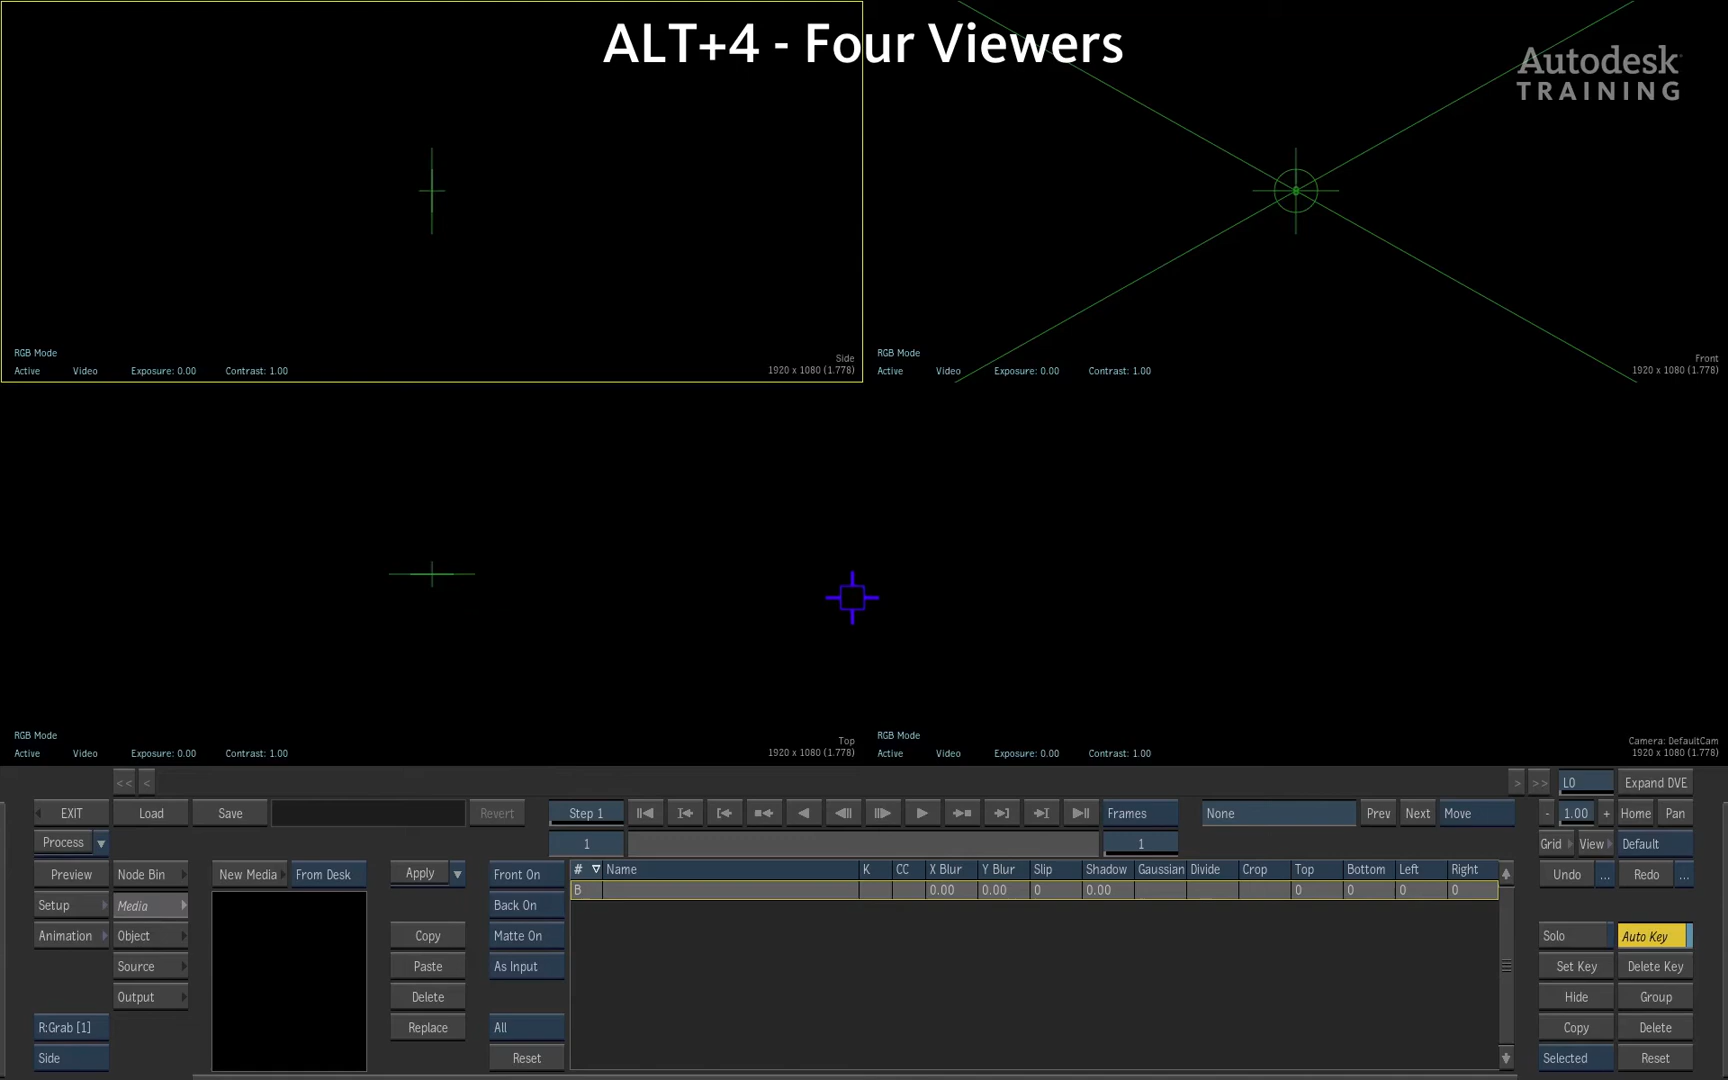 ALT+4 - Four Viewers
Autodesk
TRAINING
RGB Mode
Active Video Exposure: 0.00 Contrast: 1.00
Side
1920 x 1080 (1.778)
RGB Mode
Active Video Exposure: 0.00 Contrast: 1.00
Front
1920 x 1080 (1.778)
RGB Mode
Active Video Exposure: 0.00 Contrast: 1.00
Top
1920 x 1080 (1.778)
RGB Mode
Active Video Exposure: 0.00 Contrast: 1.00
Camera: DefaultCam
1920 x 1080 (1.778)
<< < > >> L0 Expand DVE
EXIT Load Save Revert Step 1 Frames None Prev Next Move - 1.00 + Home Pan
Process 1 1 Grid View Default
Preview Node Bin New Media From Desk Apply Front On # Name K CC X Blur Y Blur Slip Shadow Gaussian Divide Crop Top Bottom Left Right Undo ... Redo ...
B 0.00 0.00 0 0.00 0 0 0 0
Setup Media Back On
Animation Object Copy Matte On Solo Auto Key
Source Paste As Input Set Key Delete Key
Output Delete Hide Group
R:Grab [1] Replace All Copy Delete
Side Reset Selected Reset